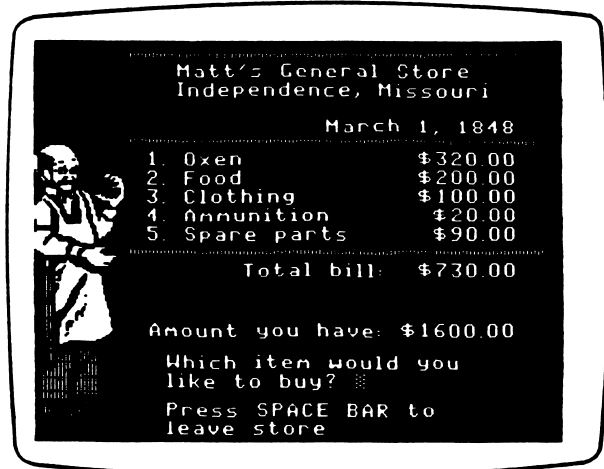 Matt's General Store
Independence, Missouri
March 1, 1848
1. Oxen $320.00
2. Food $200.00
3. Clothing $100.00
4. Ammunition $20.00
5. Spare parts $90.00
Total bill: $730.00
Amount you have: $1600.00
Which item would you
like to buy?
Press SPACE BAR to
leave store